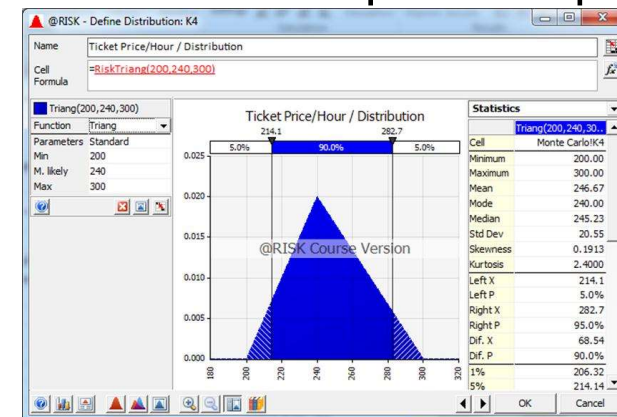 @RISK - Define Distribution: K4
Name
Ticket Price/Hour / Distribution
Cell Formula
=RiskTriang(200,240,300)
Triang(200,240,300)
Function Triang
Parameters Standard
Min 200
M. likely 240
Max 300
Ticket Price/Hour / Distribution
214.1 282.7
5.0% 90.0% 5.0%
0.025
0.020
0.015
0.010
0.005
0.000
@RISK Course Version
180 200 220 240 260 280 300 320
Statistics
Triang(200,240,30...
Cell Monte Carlo!K4
Minimum 200.00
Maximum 300.00
Mean 246.67
Mode 240.00
Median 245.23
Std Dev 20.55
Skewness 0.1913
Kurtosis 2.4000
Left X 214.1
Left P 5.0%
Right X 282.7
Right P 95.0%
Dif. X 68.54
Dif. P 90.0%
1% 206.32
5% 214.14
OK Cancel